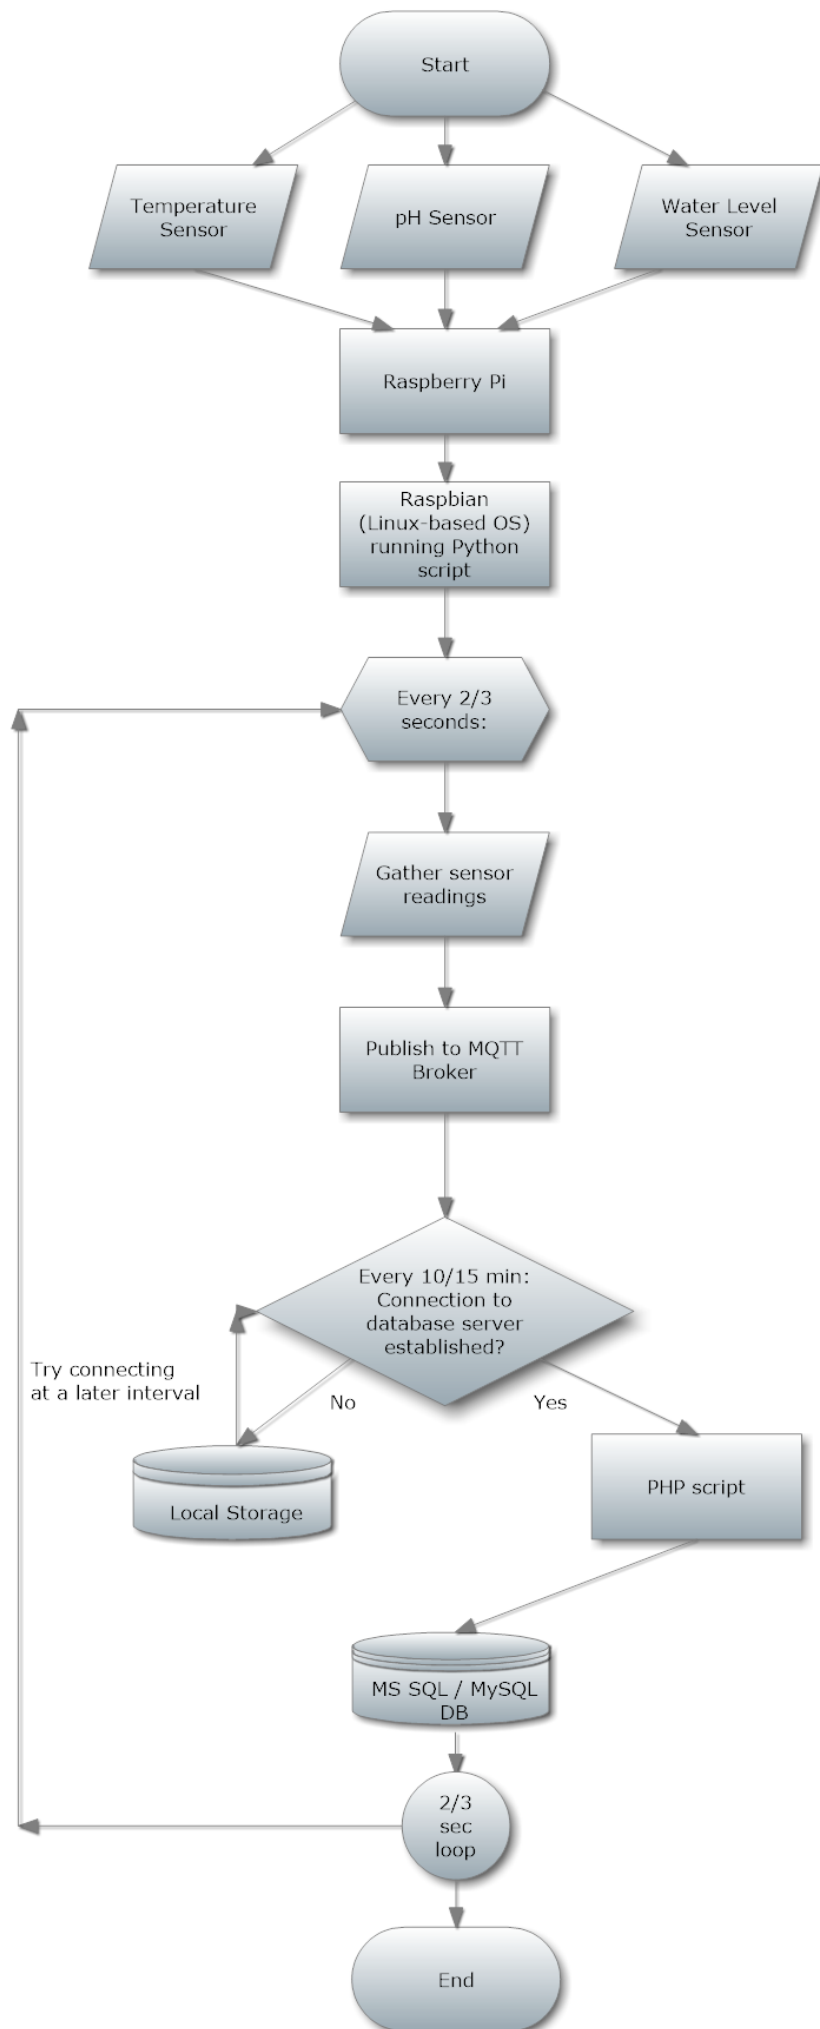 Start
Temperature
Sensor
pH Sensor
Water Level
Sensor
Raspberry Pi
Raspbian
(Linux-based OS)
running Python
script
Every 2/3
seconds:
Gather sensor
readings
Publish to MQTT
Broker
Every 10/15 min:
Connection to
database server
established?
Try connecting
at a later interval
No
Yes
Local Storage
PHP script
MS SQL / MySQL
DB
2/3
sec
loop
End